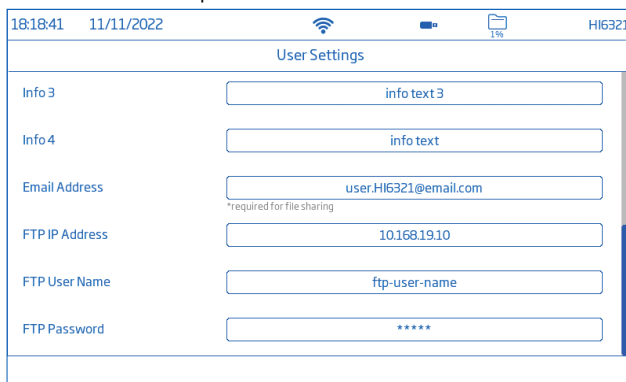 18:18:41 11/11/2022 1% HI6321
User Settings
Info 3 info text 3
Info 4 info text
Email Address user.HI6321@email.com
*required for file sharing
FTP IP Address 10.168.19.10
FTP User Name ftp-user-name
FTP Password *****